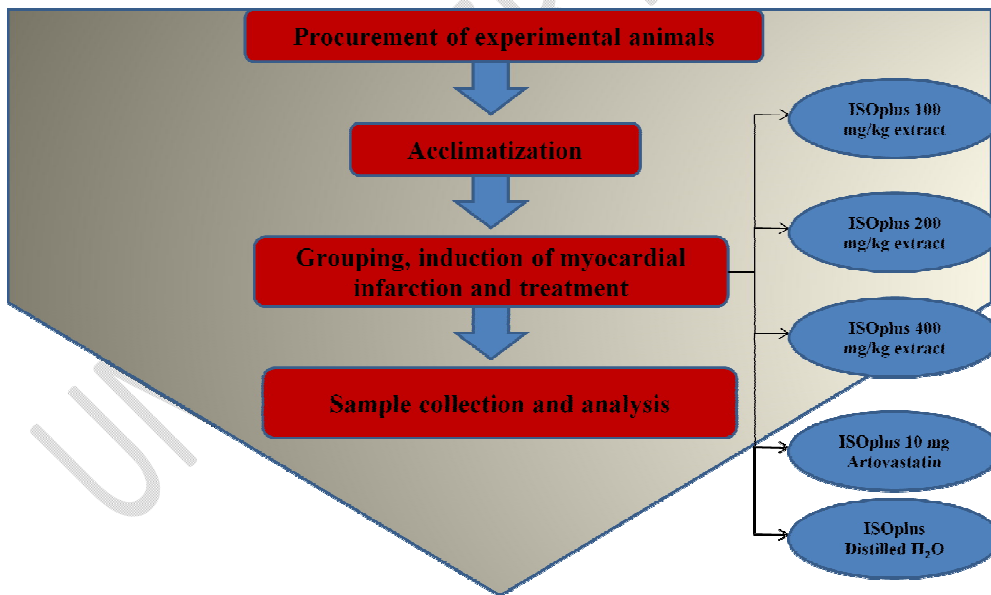 Procurement of experimental animals
Acclimatization
Grouping, induction of myocardial
infarction and treatment
Sample collection and analysis
ISOplus 100
mg/kg extract
ISOplus 200
mg/kg extract
ISOplus 400
mg/kg extract
ISOplus 10 mg
Artovastatin
ISOplus
Distilled H₂O